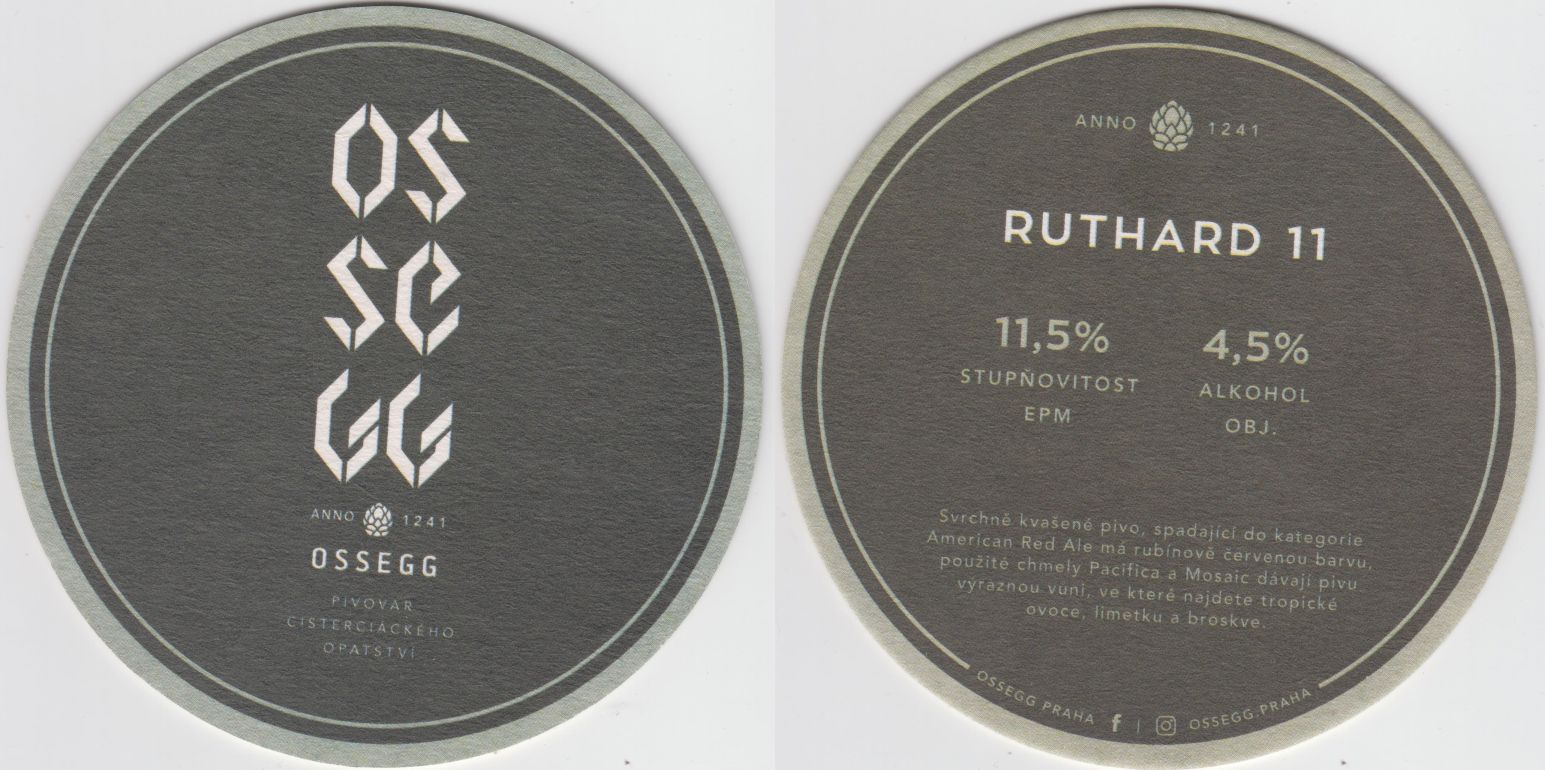 OS
SE
GG
ANNO 1241
OSSEGG
PIVOVAR
CISTERCIÁCKÉHO
OPATSTVÍ
ANNO 1241
RUTHARD 11
11,5% 4,5%
STUPŇOVITOST ALKOHOL
EPM OBJ.
Svrchně kvašené pivo, spadající do kategorie
American Red Ale má rubínově červenou barvu,
použité chmely Pacifica a Mosaic dávají pivu
výraznou vůni, ve které najdete tropické
ovoce, limetku a broskve.
OSSEGG PRAHA f | OSSEGG.PRAHA